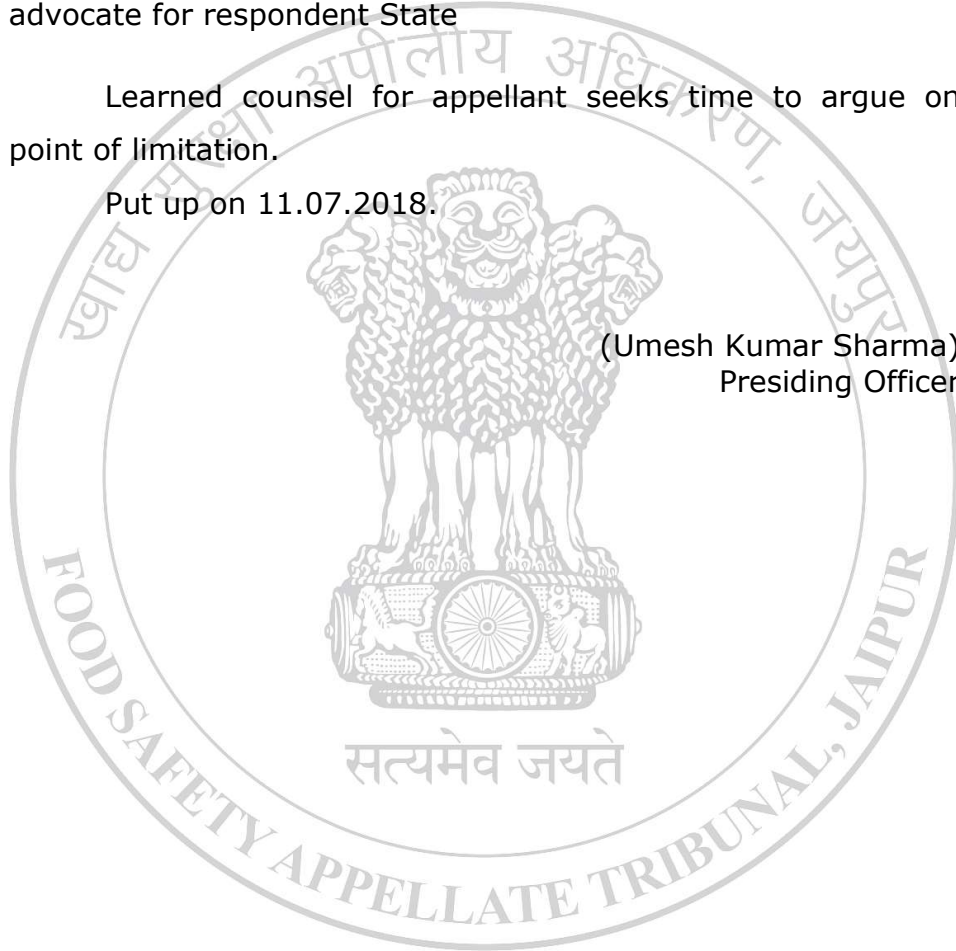 advocate for respondent State
खाद्य सुरक्षा अपीलीय अधिकरण, जयपुर
Learned counsel for appellant seeks time to argue on
point of limitation.
Put up on 11.07.2018.
(Umesh Kumar Sharma)
Presiding Officer
सत्यमेव जयते
FOOD SAFETY APPELLATE TRIBUNAL, JAIPUR